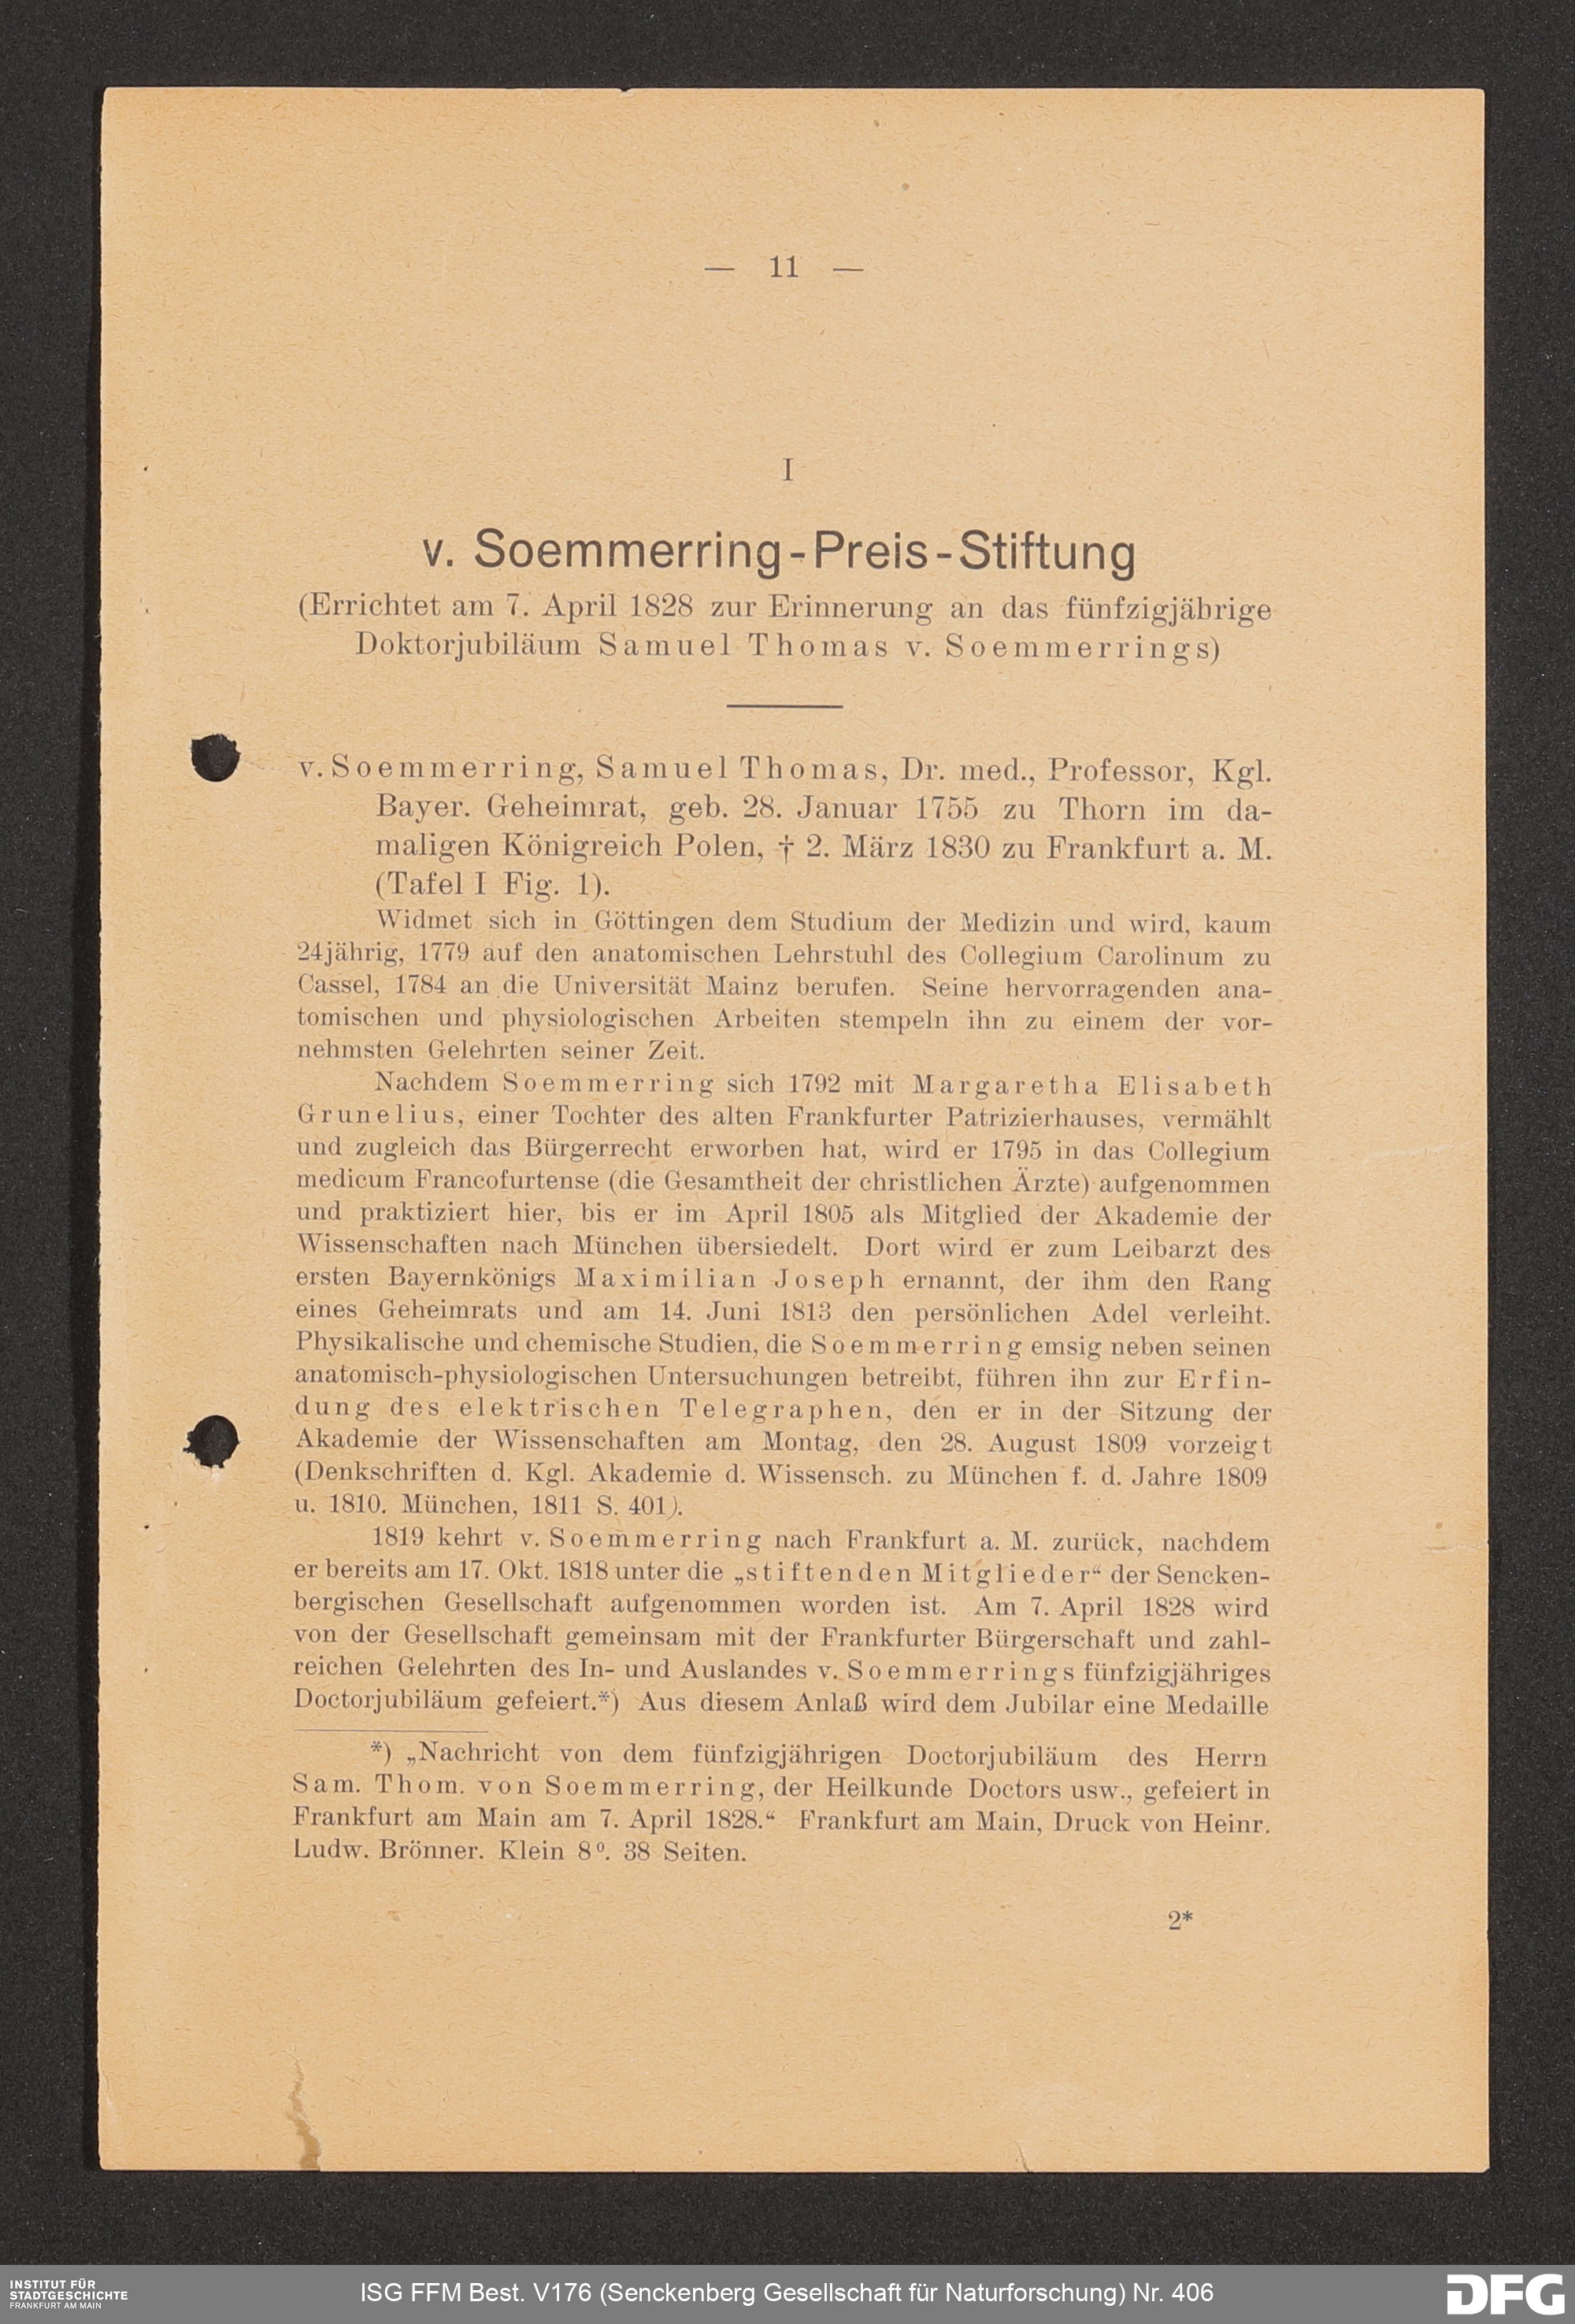 — 11 —
I
v. Soemmerring-Preis-Stiftung
(Errichtet am 7. April 1828 zur Erinnerung an das fünfzigjährige
Doktorjubiläum Samuel Thomas v. Soemmerrings)
v. Soemmerring, Samuel Thomas, Dr. med., Professor, Kgl.
Bayer. Geheimrat, geb. 28. Januar 1755 zu Thorn im da-
maligen Königreich Polen, † 2. März 1830 zu Frankfurt a. M.
(Tafel I Fig. 1).
Widmet sich in Göttingen dem Studium der Medizin und wird, kaum
24jährig, 1779 auf den anatomischen Lehrstuhl des Collegium Carolinum zu
Cassel, 1784 an die Universität Mainz berufen. Seine hervorragenden ana-
tomischen und physiologischen Arbeiten stempeln ihn zu einem der vor-
nehmsten Gelehrten seiner Zeit.
Nachdem Soemmerring sich 1792 mit Margaretha Elisabeth
Grunelius, einer Tochter des alten Frankfurter Patrizierhauses, vermählt
und zugleich das Bürgerrecht erworben hat, wird er 1795 in das Collegium
medicum Francofurtense (die Gesamtheit der christlichen Ärzte) aufgenommen
und praktiziert hier, bis er im April 1805 als Mitglied der Akademie der
Wissenschaften nach München übersiedelt. Dort wird er zum Leibarzt des
ersten Bayernkönigs Maximilian Joseph ernannt, der ihm den Rang
eines Geheimrats und am 14. Juni 1813 den persönlichen Adel verleiht.
Physikalische und chemische Studien, die Soemmerring emsig neben seinen
anatomisch-physiologischen Untersuchungen betreibt, führen ihn zur Erfin-
dung des elektrischen Telegraphen, den er in der Sitzung der
Akademie der Wissenschaften am Montag, den 28. August 1809 vorzeigt
(Denkschriften d. Kgl. Akademie d. Wissensch. zu München f. d. Jahre 1809
u. 1810. München, 1811 S. 401).
1819 kehrt v. Soemmerring nach Frankfurt a. M. zurück, nachdem
er bereits am 17. Okt. 1818 unter die „stiftenden Mitglieder“ der Sencken-
bergischen Gesellschaft aufgenommen worden ist. Am 7. April 1828 wird
von der Gesellschaft gemeinsam mit der Frankfurter Bürgerschaft und zahl-
reichen Gelehrten des In- und Auslandes v. Soemmerrings fünfzigjähriges
Doctorjubiläum gefeiert.*) Aus diesem Anlaß wird dem Jubilar eine Medaille
*) „Nachricht von dem fünfzigjährigen Doctorjubiläum des Herrn
Sam. Thom. von Soemmerring, der Heilkunde Doctors usw., gefeiert in
Frankfurt am Main am 7. April 1828.“ Frankfurt am Main, Druck von Heinr.
Ludw. Brönner. Klein 8⁰. 38 Seiten.
2*
INSTITUT FÜR
STADTGESCHICHTE
FRANKFURT AM MAIN
ISG FFM Best. V176 (Senckenberg Gesellschaft für Naturforschung) Nr. 406
DFG